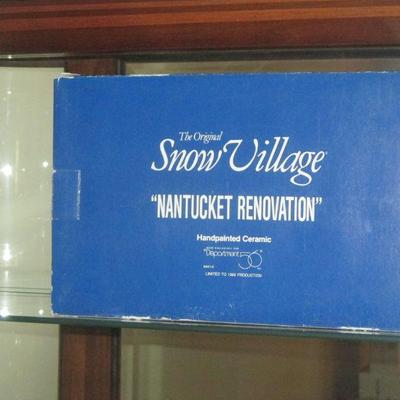 The Original
Snow Village
"NANTUCKET RENOVATION"
Handpainted Ceramic
Department 56
LIMITED TO 1993 PRODUCTION